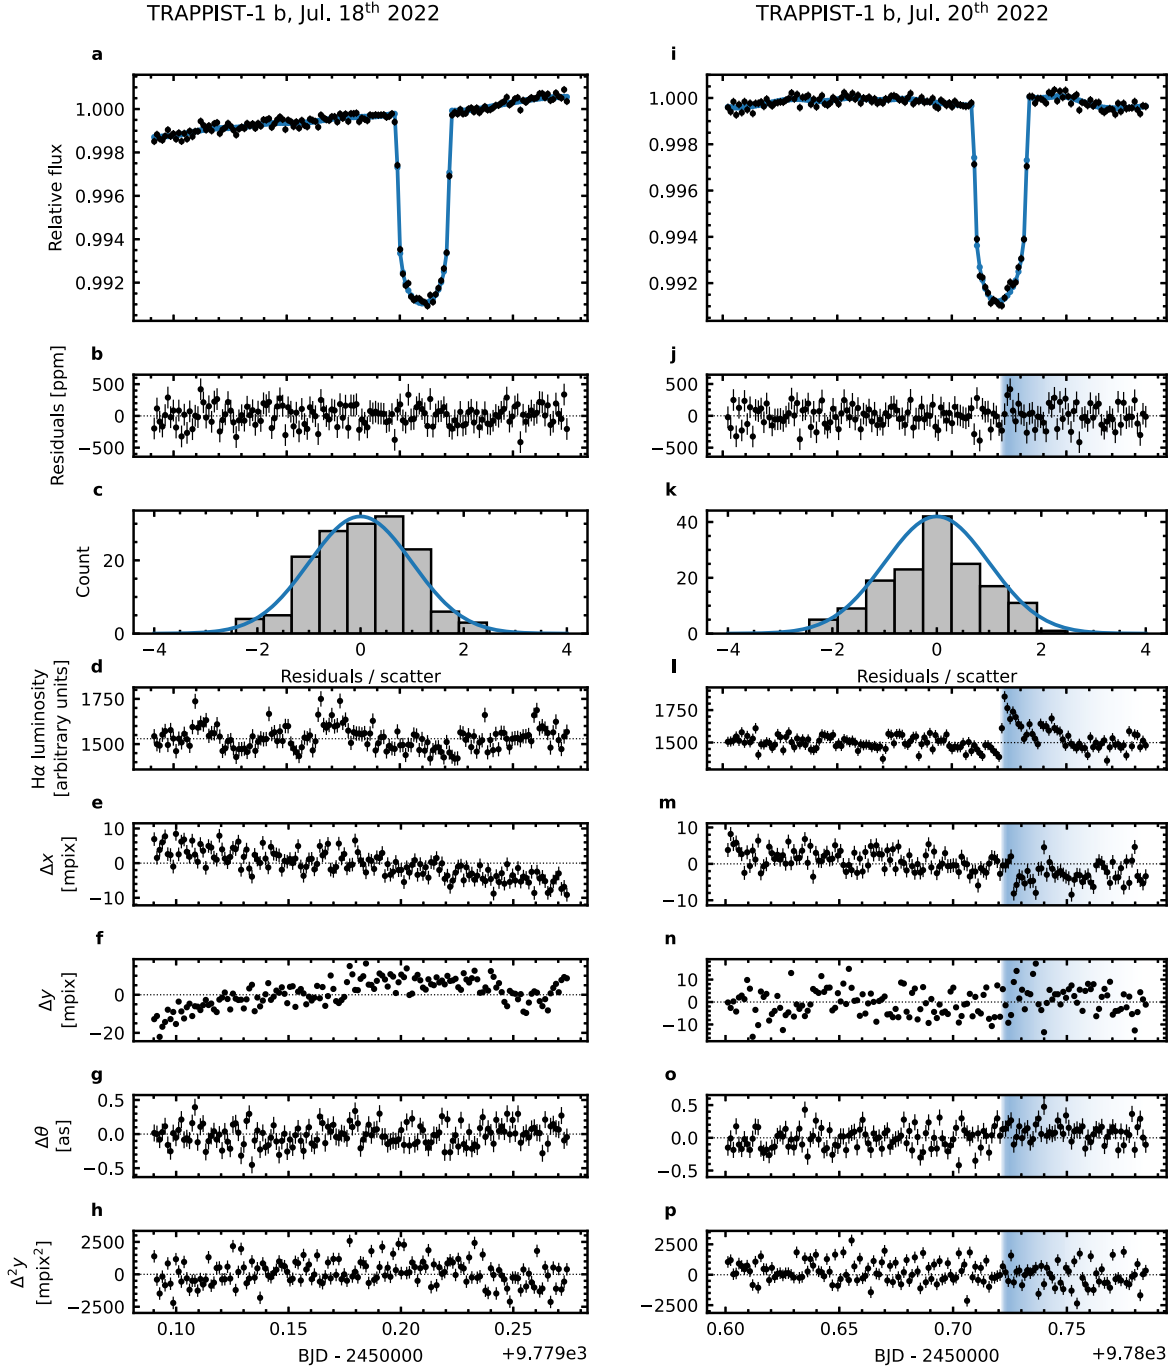 TRAPPIST-1 b, Jul. 18th 2022
TRAPPIST-1 b, Jul. 20th 2022
a
i
Relative flux
1.000
0.998
0.996
0.994
0.992
1.000
0.998
0.996
0.994
0.992
b
j
Residuals [ppm]
500
0
−500
500
0
−500
c
k
Count
20
0
40
20
0
−4 −2 0 2 4
−4 −2 0 2 4
Residuals / scatter
Residuals / scatter
d
l
Hα luminosity
[arbitrary units]
1750
1500
1750
1500
e
m
Δx
[mpix]
10
0
−10
10
0
−10
f
n
Δy
[mpix]
0
−20
10
0
−10
g
o
Δθ
[as]
0.5
0.0
−0.5
0.5
0.0
−0.5
h
p
Δ²y
[mpix²]
2500
0
−2500
2500
0
−2500
0.10 0.15 0.20 0.25
0.60 0.65 0.70 0.75
BJD - 2450000 +9.779e3
BJD - 2450000 +9.78e3